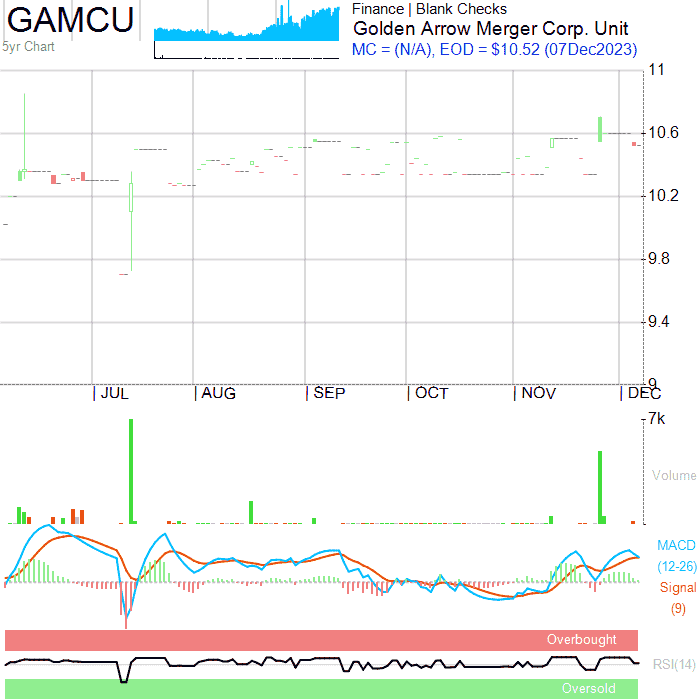 GAMCU
5yr Chart
Finance | Blank Checks
Golden Arrow Merger Corp. Unit
MC = (N/A), EOD = $10.52 (07Dec2023)
11
10.6
10.2
9.8
9.4
9
JUL AUG SEP OCT NOV DEC
7k
Volume
MACD
(12-26)
Signal
(9)
Overbought
RSI(14)
Oversold